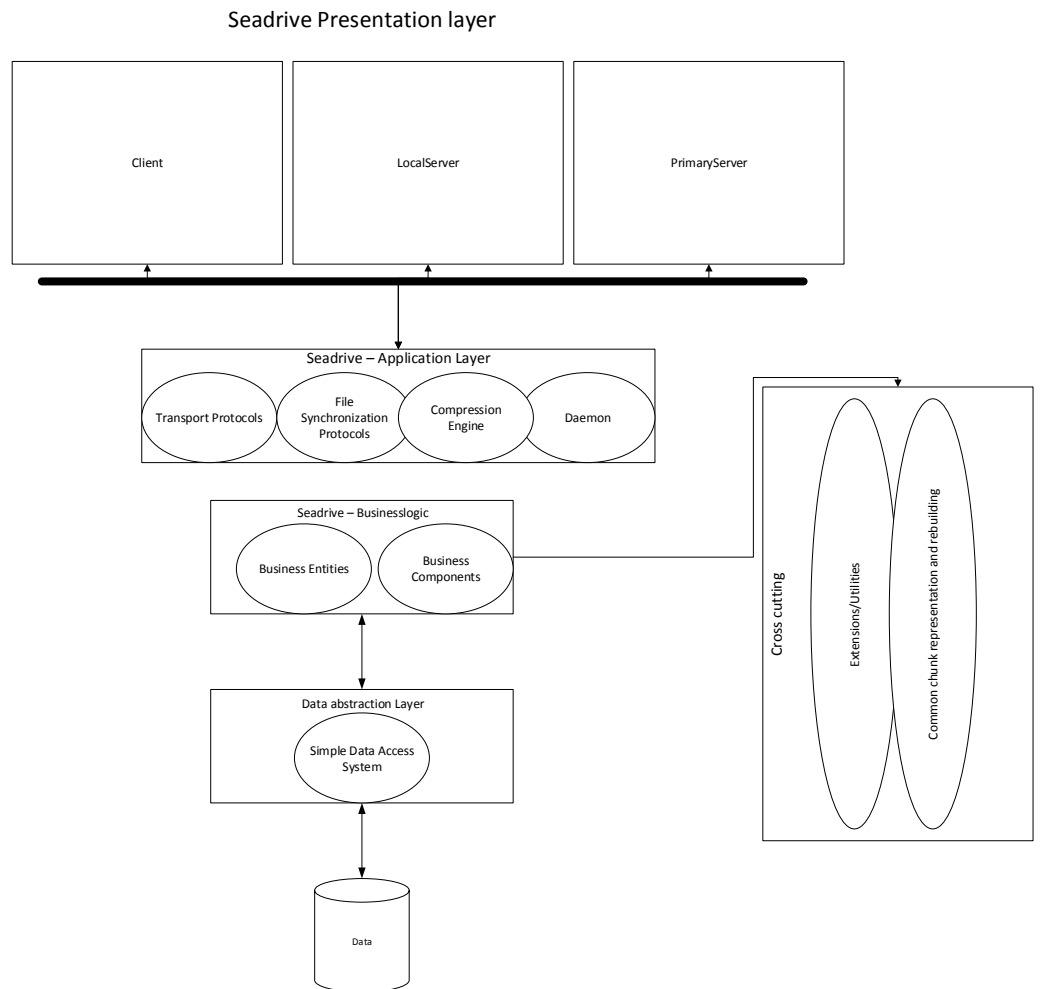 Seadrive Presentation layer
Client
LocalServer
PrimaryServer
Seadrive – Application Layer
Transport Protocols
File
Synchronization
Protocols
Compression
Engine
Daemon
Seadrive – Businesslogic
Business Entities
Business
Components
Cross cutting
Extensions/Utilities
Common chunk representation and rebuilding
Data abstraction Layer
Simple Data Access
System
Data